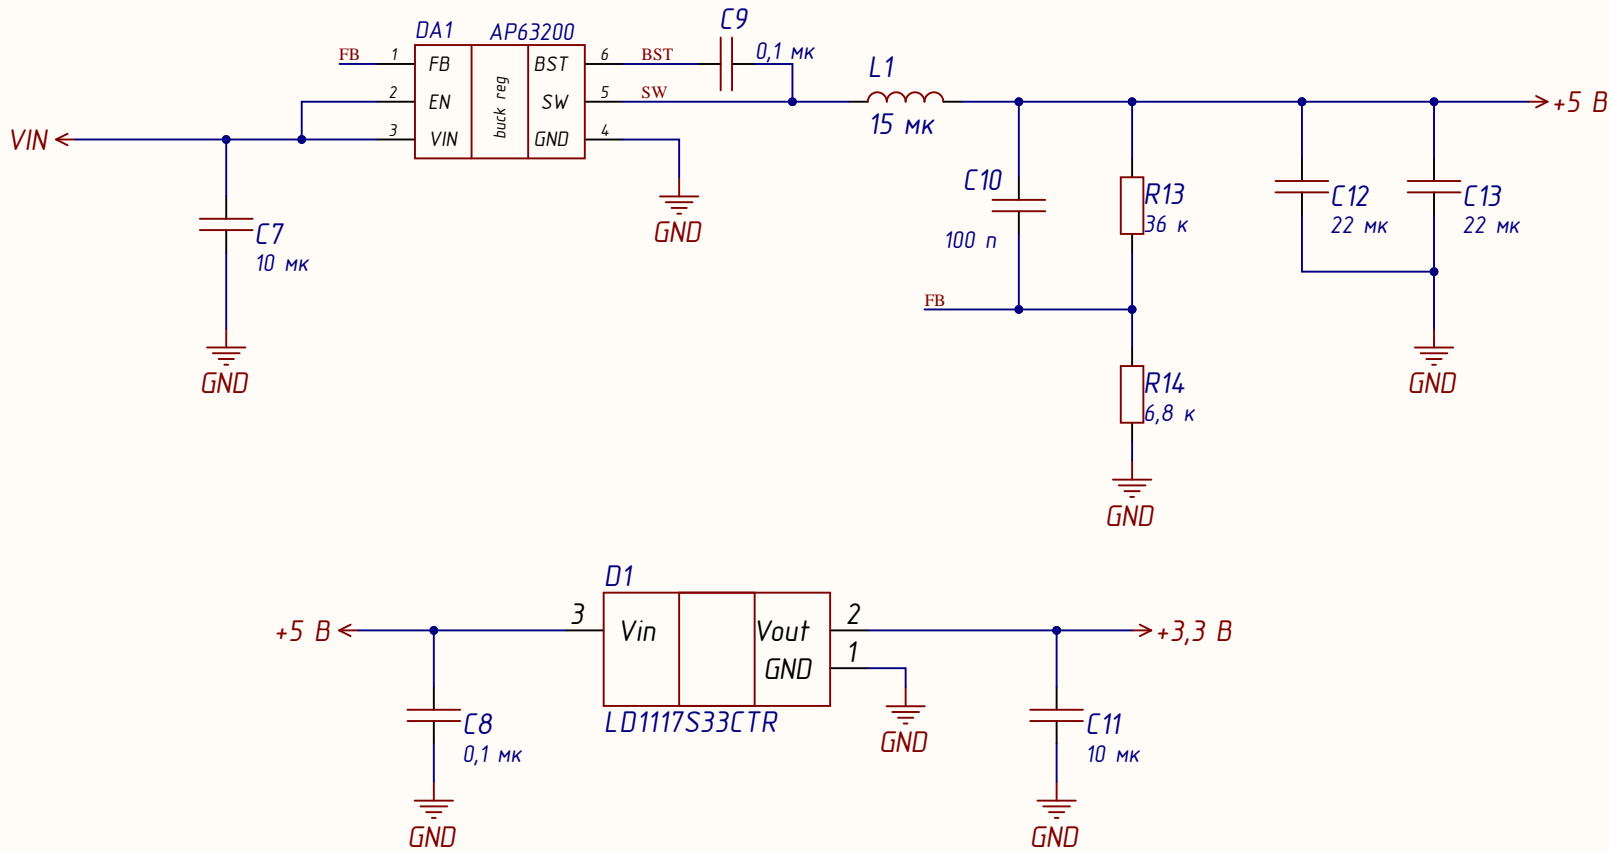 DA1 AP63200
FB 1 FB
2 EN
VIN 3 VIN
buck reg
BST 6 BST
SW 5 SW
GND 4
GND
C9
0,1 мк
L1
15 мк
+5 В
C7
10 мк
GND
C10
100 п
R13
36 к
FB
R14
6,8 к
GND
C12
22 мк
C13
22 мк
GND
D1
+5 В 3 Vin
Vout 2 +3,3 В
GND 1
LD1117S33CTR
GND
C8
0,1 мк
GND
C11
10 мк
GND